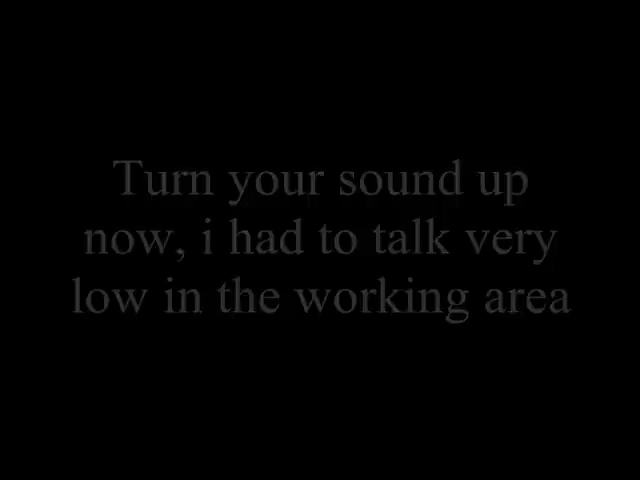 Turn your sound up
now, i had to talk very
low in the working area